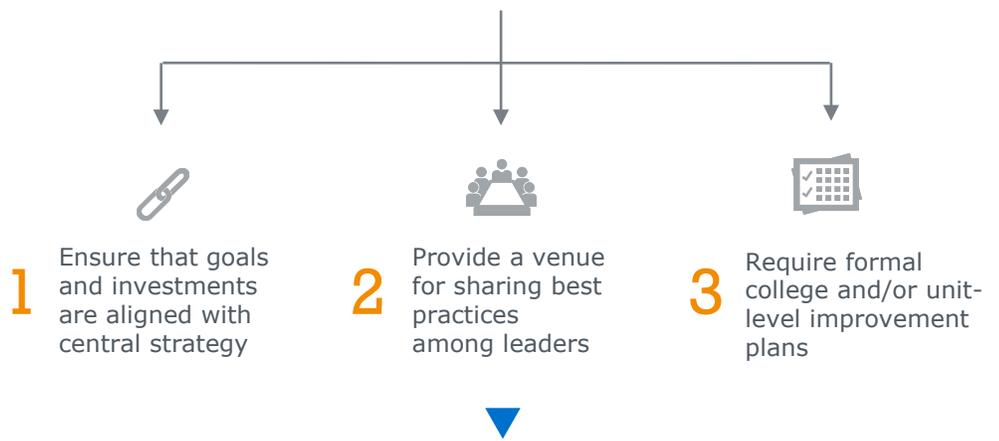 1
Ensure that goals
and investments
are aligned with
central strategy
2
Provide a venue
for sharing best
practices
among leaders
3
Require formal
college and/or unit-
level improvement
plans